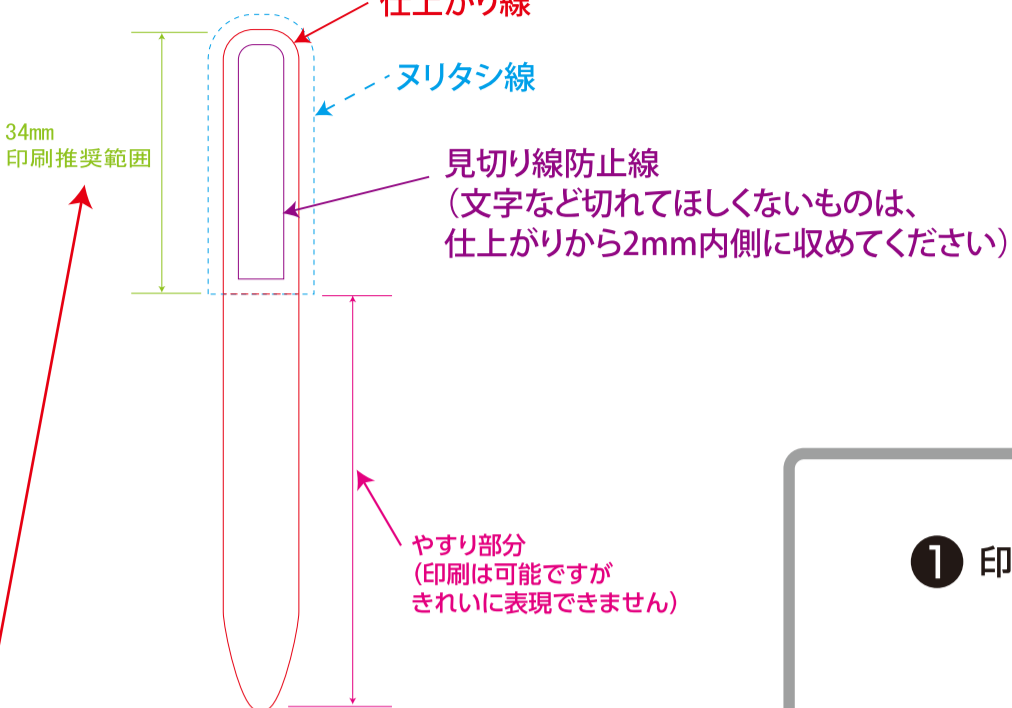 仕上がり線
ヌリタシ線
34mm
印刷推奨範囲
見切り線防止線
（文字など切れてほしくないものは、
仕上がりから2mm内側に収めてください）
やすり部分
（印刷は可能ですが
きれいに表現できません）
❶ 印